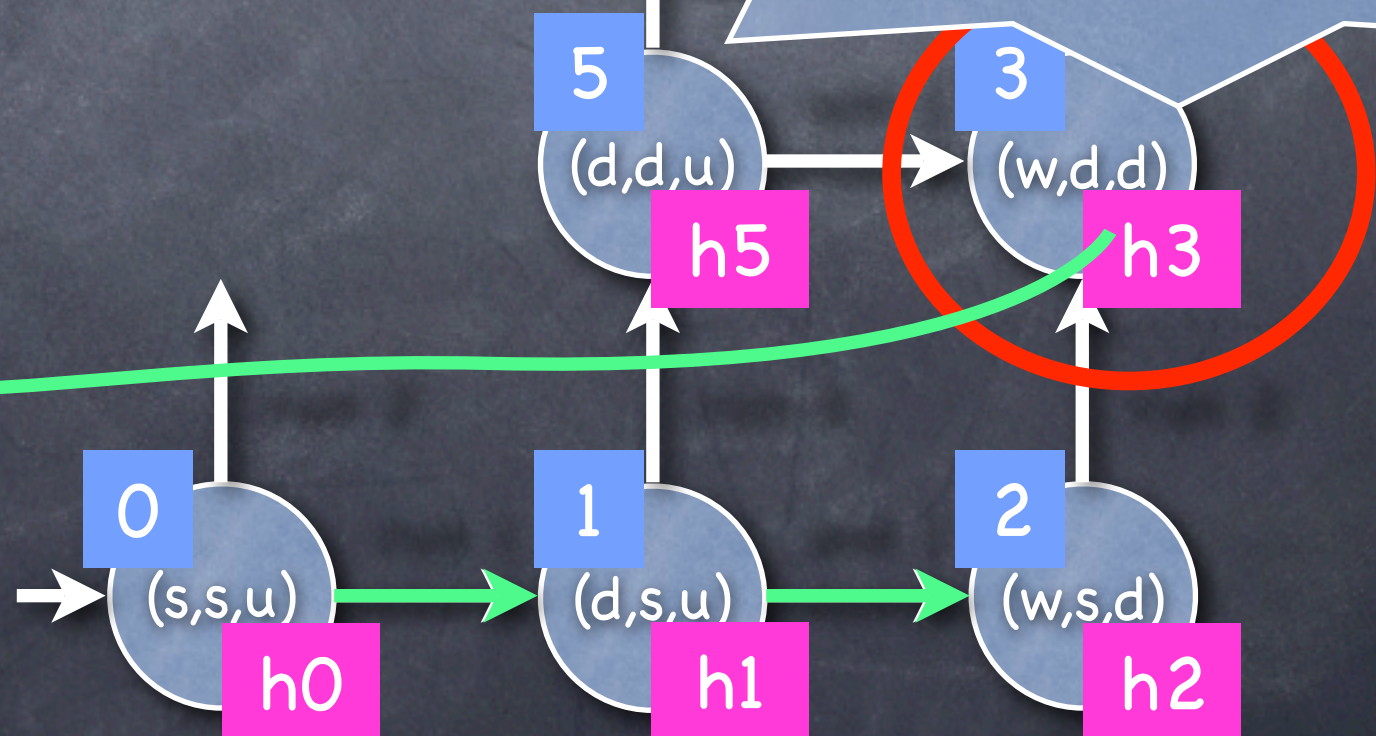 5
(d,d,u)
h5
3
(w,d,d)
h3
0
(s,s,u)
h0
1
(d,s,u)
h1
2
(w,s,d)
h2